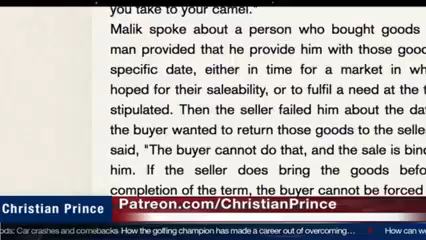 you take to your camel."
Malik spoke about a person who bought goods
man provided that he provide him with those good
specific date, either in time for a market in wh
hoped for their saleability, or to fulfil a need at the t
stipulated. Then the seller failed him about the dat
the buyer wanted to return those goods to the selle
said, "The buyer cannot do that, and the sale is bind
him. If the seller does bring the goods befo
completion of the term, the buyer cannot be forced
Christian Prince
Patreon.com/ChristianPrince
ods: Car crashes and comebacks: How the golfing champion has made a career out of overcoming… How can we